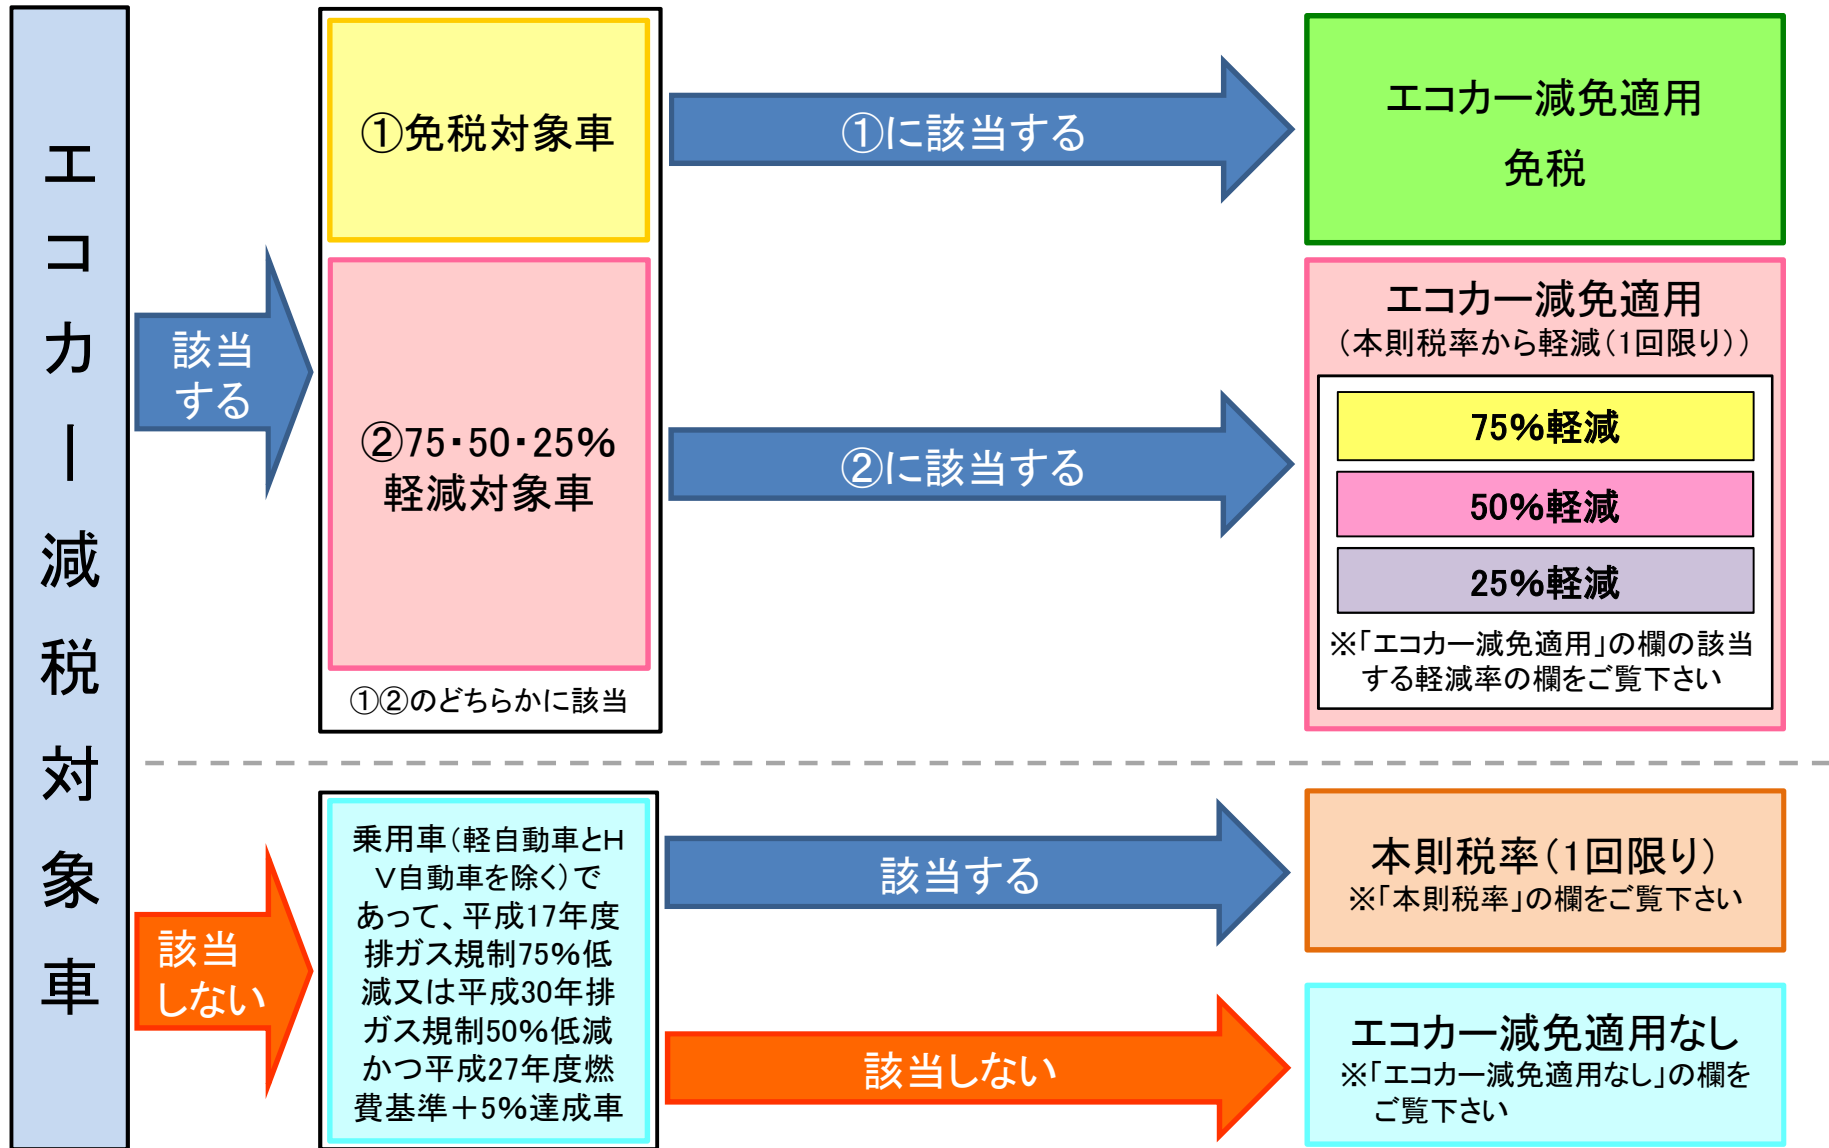 エコカー減税対象車
該当
する
①免税対象車
②75・50・25%
軽減対象車
①②のどちらかに該当
①に該当する
②に該当する
エコカー減免適用
免税
エコカー減免適用
（本則税率から軽減（1回限り））
75%軽減
50%軽減
25%軽減
※「エコカー減免適用」の欄の該当
する軽減率の欄をご覧下さい
該当
しない
乗用車（軽自動車とH
V自動車を除く）で
あって、平成17年度
排ガス規制75%低
減又は平成30年排
ガス規制50%低減
かつ平成27年度燃
費基準＋5%達成車
該当する
該当しない
本則税率（1回限り）
※「本則税率」の欄をご覧下さい
エコカー減免適用なし
※「エコカー減免適用なし」の欄を
ご覧下さい